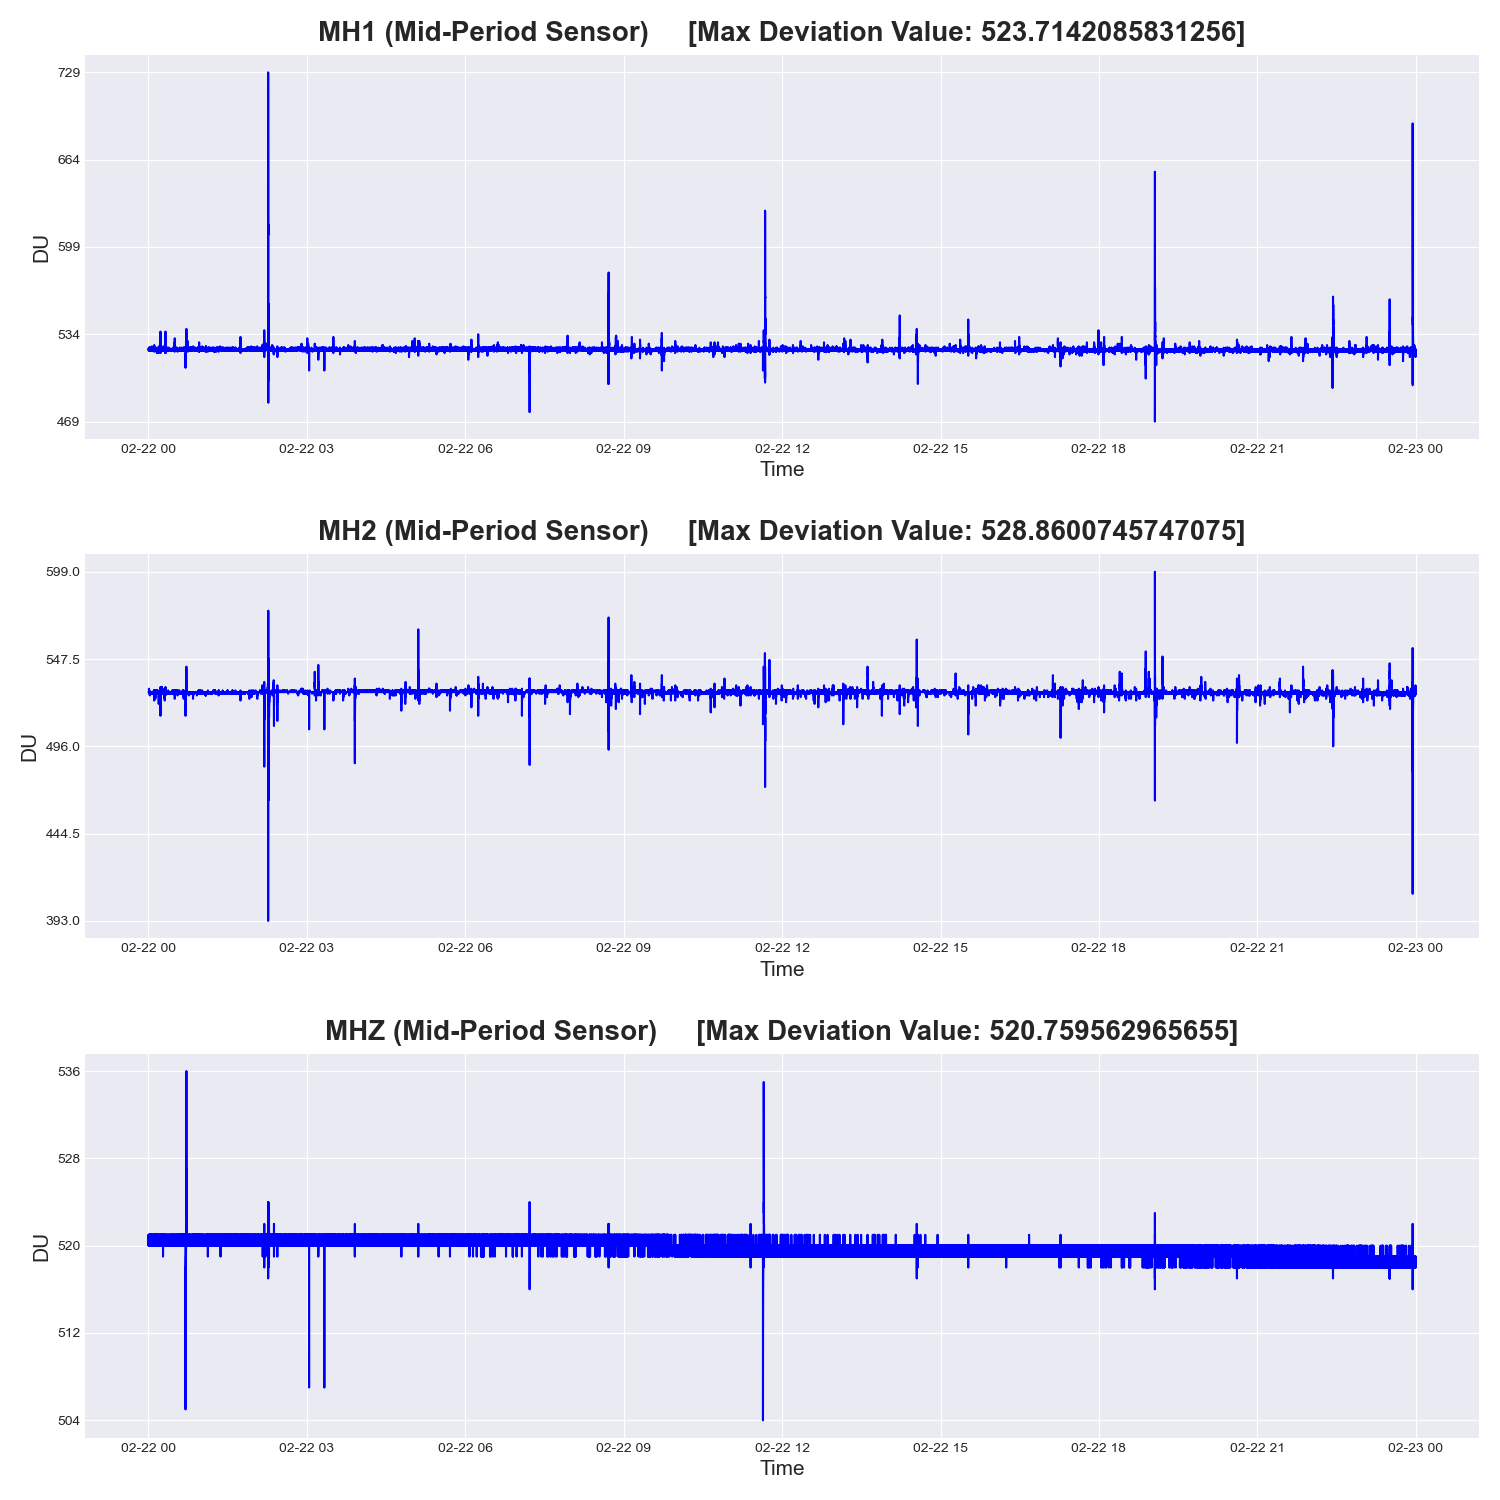 MH1 (Mid-Period Sensor) [Max Deviation Value: 523.7142085831256]
729
664
599
534
469
DU
02-22 00 02-22 03 02-22 06 02-22 09 02-22 12 02-22 15 02-22 18 02-22 21 02-23 00
Time
MH2 (Mid-Period Sensor) [Max Deviation Value: 528.8600745747075]
599.0
547.5
496.0
444.5
393.0
DU
02-22 00 02-22 03 02-22 06 02-22 09 02-22 12 02-22 15 02-22 18 02-22 21 02-23 00
Time
MHZ (Mid-Period Sensor) [Max Deviation Value: 520.759562965655]
536
528
520
512
504
DU
02-22 00 02-22 03 02-22 06 02-22 09 02-22 12 02-22 15 02-22 18 02-22 21 02-23 00
Time